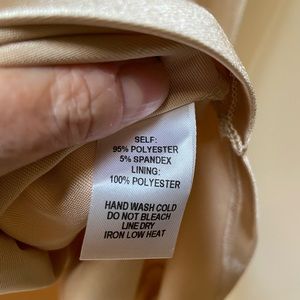 SELF:
95% POLYESTER
5% SPANDEX
LINING:
100% POLYESTER
HAND WASH COLD
DO NOT BLEACH
LINE DRY
IRON LOW HEAT